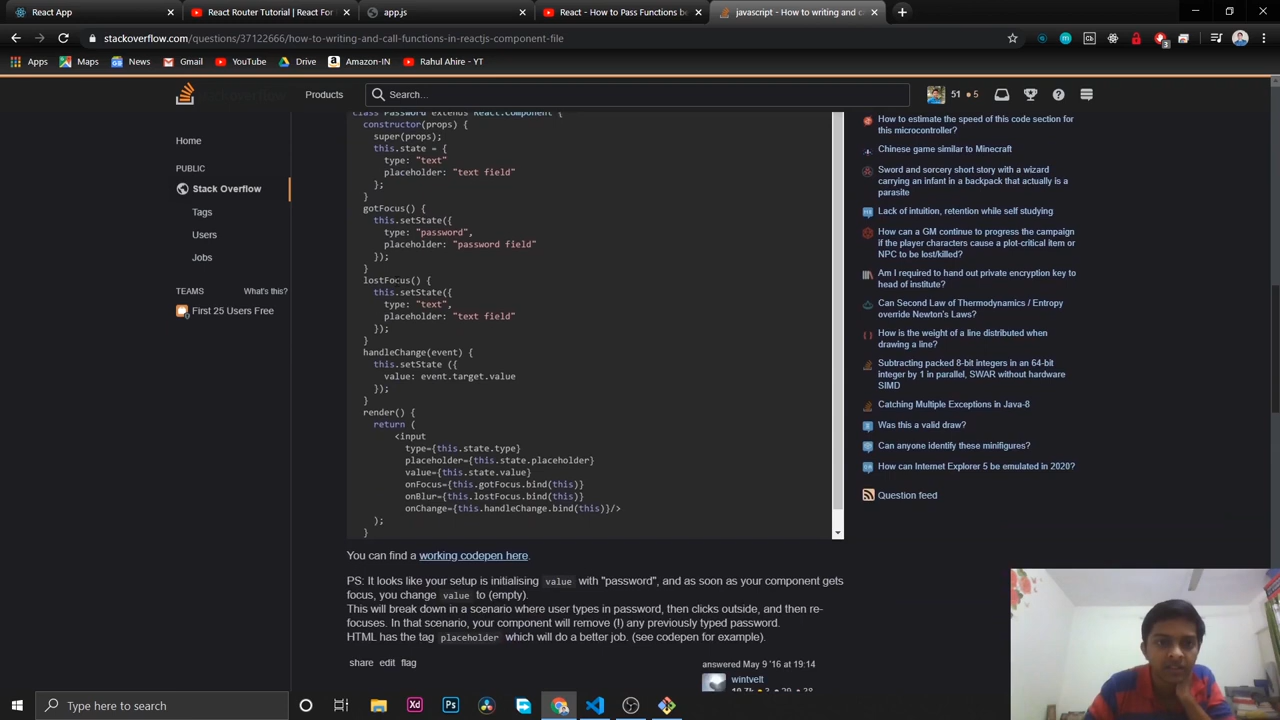 React App
React Router Tutorial | React For
app.js
React - How to Pass Functions be
javascript - How to writing and c
stackoverflow.com/questions/37122666/how-to-writing-and-call-functions-in-reactjs-component-file
Apps
Maps
News
Gmail
YouTube
Drive
Amazon-IN
Rahul Ahire - YT
stack overflow
Products
Search...
51 • 5
Home
PUBLIC
Stack Overflow
Tags
Users
Jobs
TEAMS
What's this?
First 25 Users Free
class Password extends React.Component {
constructor(props) {
super(props);
this.state = {
type: "text"
placeholder: "text field"
};
}
gotFocus() {
this.setState({
type: "password",
placeholder: "password field"
});
}
lostFocus() {
this.setState({
type: "text",
placeholder: "text field"
});
}
handleChange(event) {
this.setState ({
value: event.target.value
});
}
render() {
return (
<input
type={this.state.type}
placeholder={this.state.placeholder}
value={this.state.value}
onFocus={this.gotFocus.bind(this)}
onBlur={this.lostFocus.bind(this)}
onChange={this.handleChange.bind(this)}/>
);
}
You can find a working codepen here.
PS: It looks like your setup is initialising value with "password", and as soon as your component gets
focus, you change value to (empty).
This will break down in a scenario where user types in password, then clicks outside, and then re-
focuses. In that scenario, your component will remove (!) any previously typed password.
HTML has the tag placeholder which will do a better job. (see codepen for example).
share edit flag
answered May 9 '16 at 19:14
wintvelt
How to estimate the speed of this code section for
this microcontroller?
Chinese game similar to Minecraft
Sword and sorcery short story with a wizard
carrying an infant in a backpack that actually is a
parasite
Lack of intuition, retention while self studying
How can a GM continue to progress the campaign
if the player characters cause a plot-critical item or
NPC to be lost/killed?
Am I required to hand out private encryption key to
head of institute?
Can Second Law of Thermodynamics / Entropy
override Newton's Laws?
How is the weight of a line distributed when
drawing a line?
Subtracting packed 8-bit integers in an 64-bit
integer by 1 in parallel, SWAR without hardware
SIMD
Catching Multiple Exceptions in Java-8
Was this a valid draw?
Can anyone identify these minifigures?
How can Internet Explorer 5 be emulated in 2020?
Question feed
Type here to search